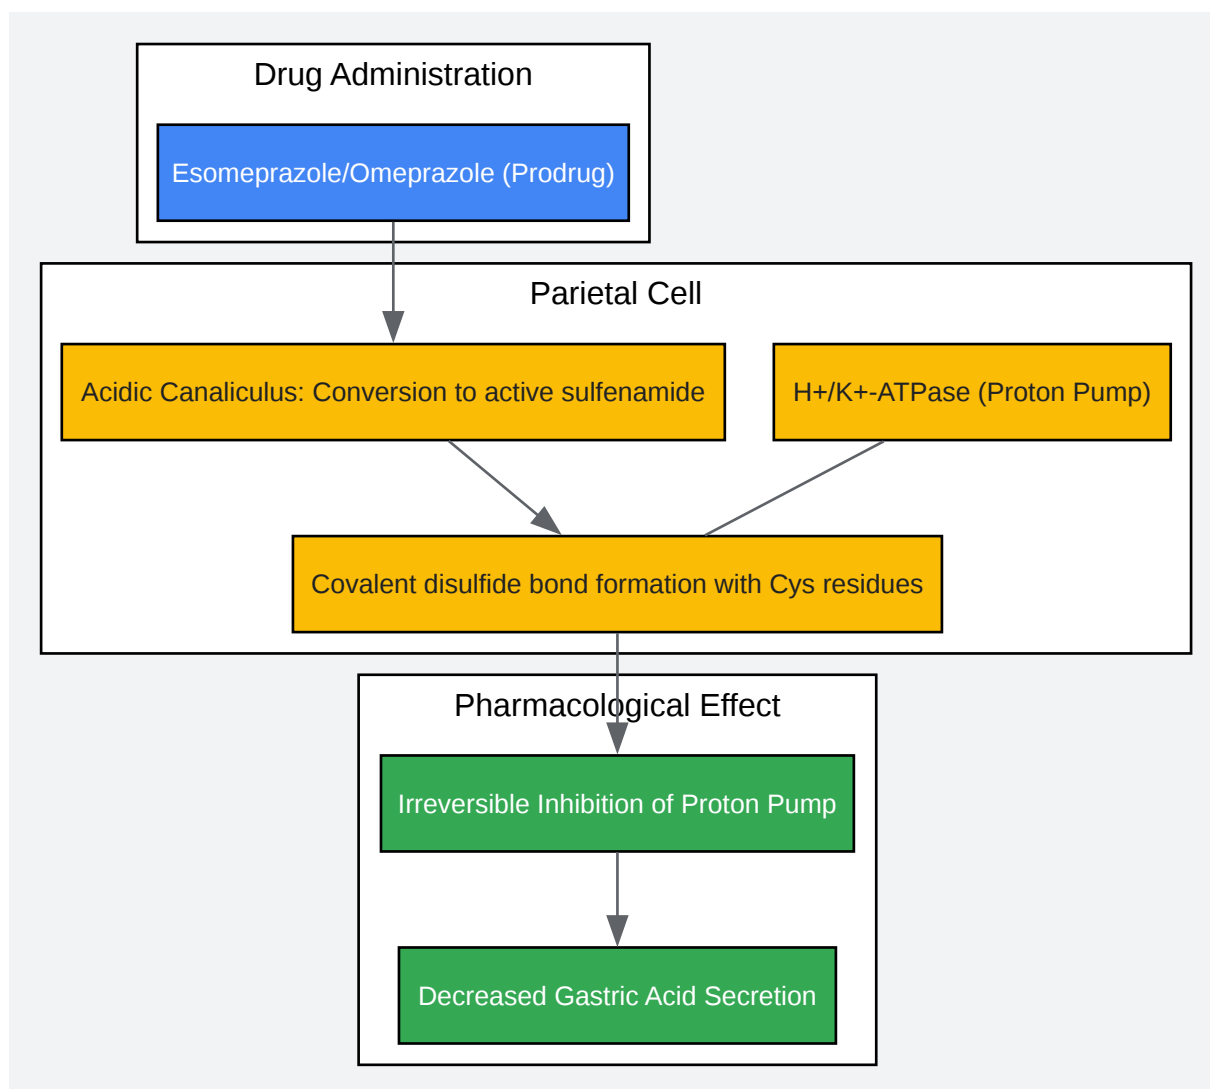 Drug Administration
Esomeprazole/Omeprazole (Prodrug)
Parietal Cell
Acidic Canaliculus: Conversion to active sulfenamide
H+/K+-ATPase (Proton Pump)
Covalent disulfide bond formation with Cys residues
Pharmacological Effect
Irreversible Inhibition of Proton Pump
Decreased Gastric Acid Secretion